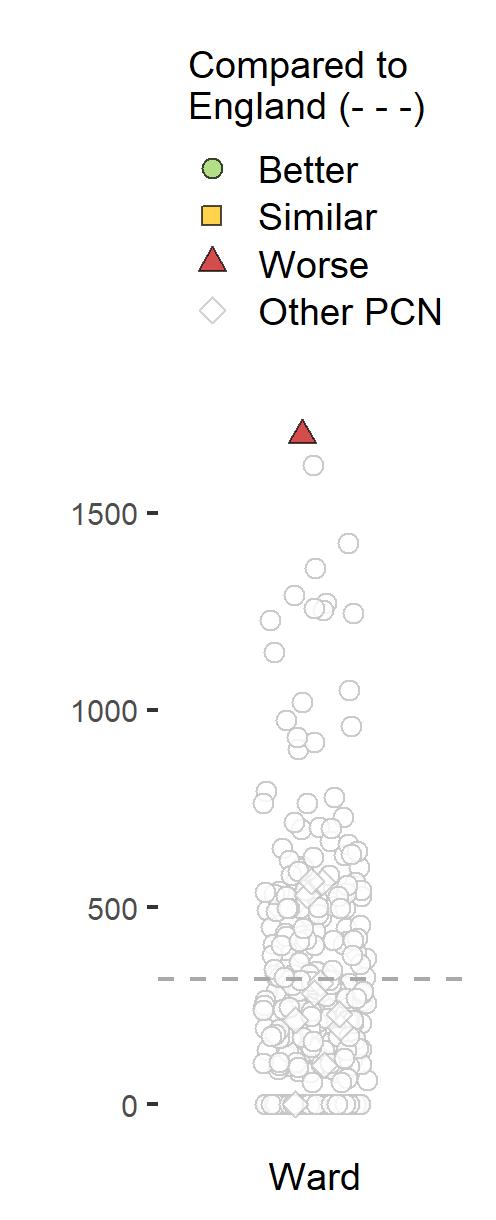 Compared to
England (- - -)
Better
Similar
Worse
Other PCN
1500
1000
500
0
Ward